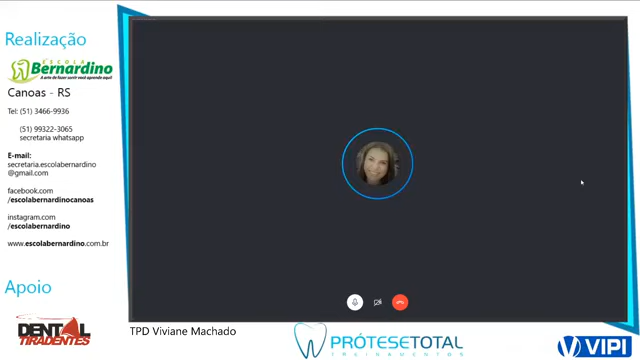 Realização
ESCOLA
Bernardino
A arte de fazer sorrir você aprende aqui!
Canoas - RS
Tel: (51) 3466-9936
(51) 99322-3065
secretaria whatsapp
E-mail:
secretaria.escolabernardino
@gmail.com
facebook.com
/escolabernardinocanoas
instagram.com
/escolabernardino
www.escolabernardino.com.br
Apoio
DENTAL
TIRADENTES
TPD Viviane Machado
PRÓTESETOTAL
TREINAMENTOS
VIPI